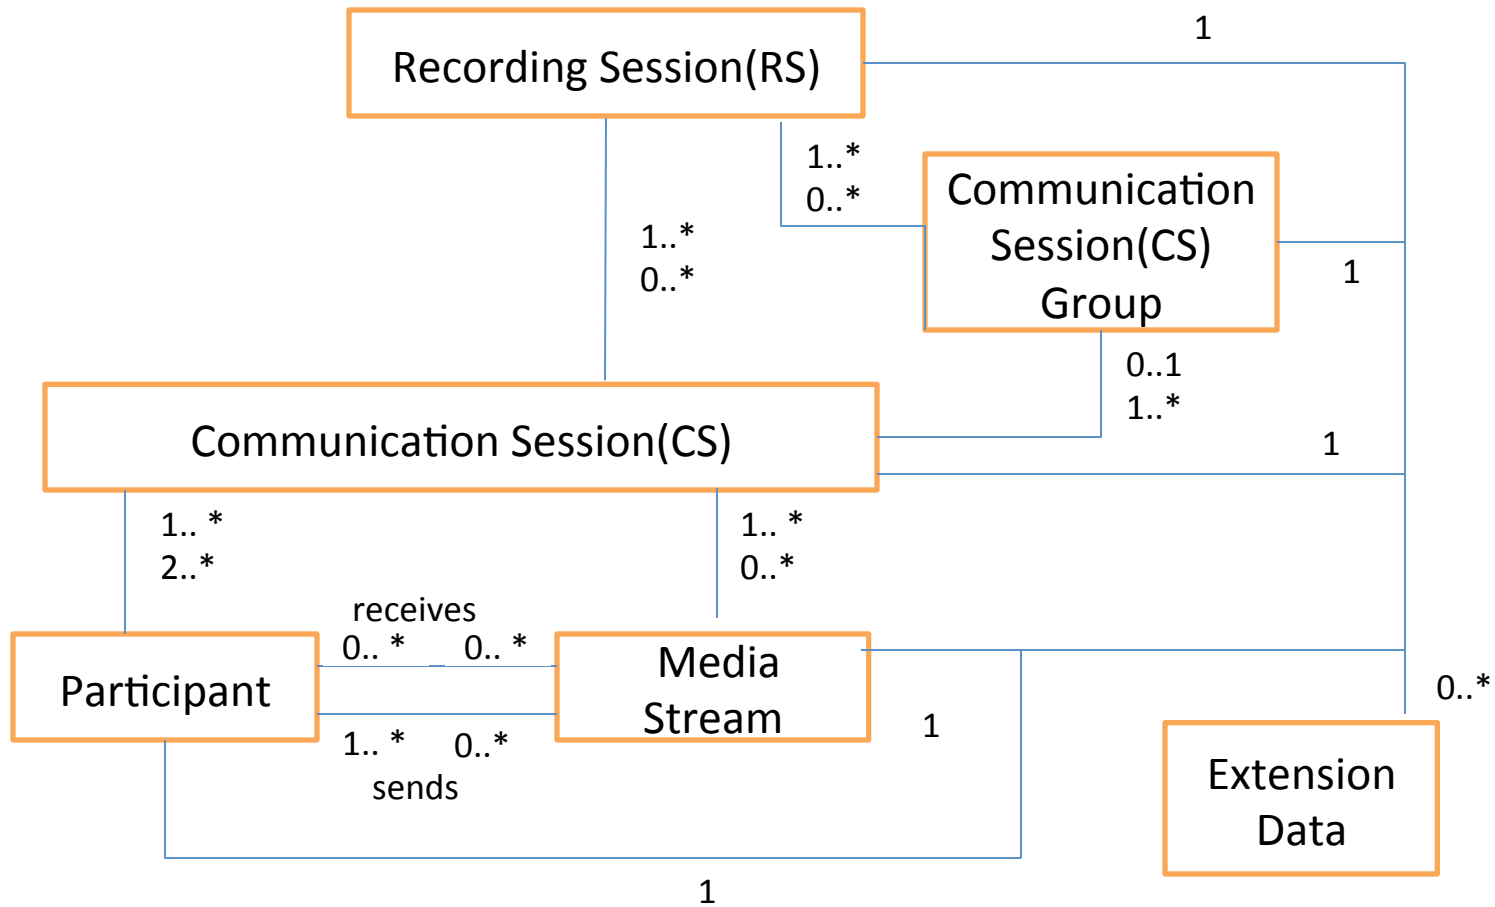 1
Recording Session(RS)
1..*
0..*
Communication
Session(CS)
Group
1..*
0..*
1
0..1
1..*
Communication Session(CS)
1
1.. *
2..*
1.. *
0..*
receives
0.. *
0.. *
Participant
Media
Stream
0..*
1.. *
0..*
1
sends
Extension
Data
1